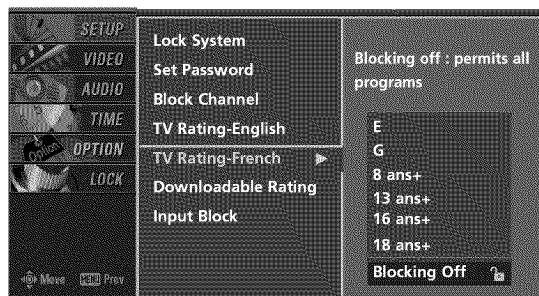 SETUP
VIDEO
AUDIO
TIME
Option
OPTION
LOCK
Move
MENU Prev
Lock System
Set Password
Block Channel
TV Rating-English
TV Rating-French
Downloadable Rating
Input Block
Blocking off : permits all
programs
E
G
8 ans+
13 ans+
16 ans+
18 ans+
Blocking Off